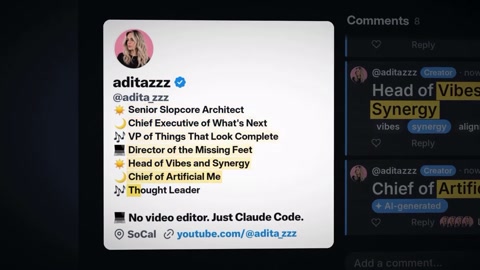 aditazzz
@adita_zzz
☀️ Senior Slopcore Architect
🌙 Chief Executive of What's Next
🎶 VP of Things That Look Complete
💻 Director of the Missing Feet
☀️ Head of Vibes and Synergy
🌙 Chief of Artificial Me
🎶 Thought Leader
💻 No video editor. Just Claude Code.
SoCal youtube.com/@adita_zzz
Comments 8
Reply
@aditazzz Creator
Head of Vibes
Synergy
vibes synergy align
Reply
@aditazzz Creator
Chief of Artifi
AI-generated
Reply
Add a comment...